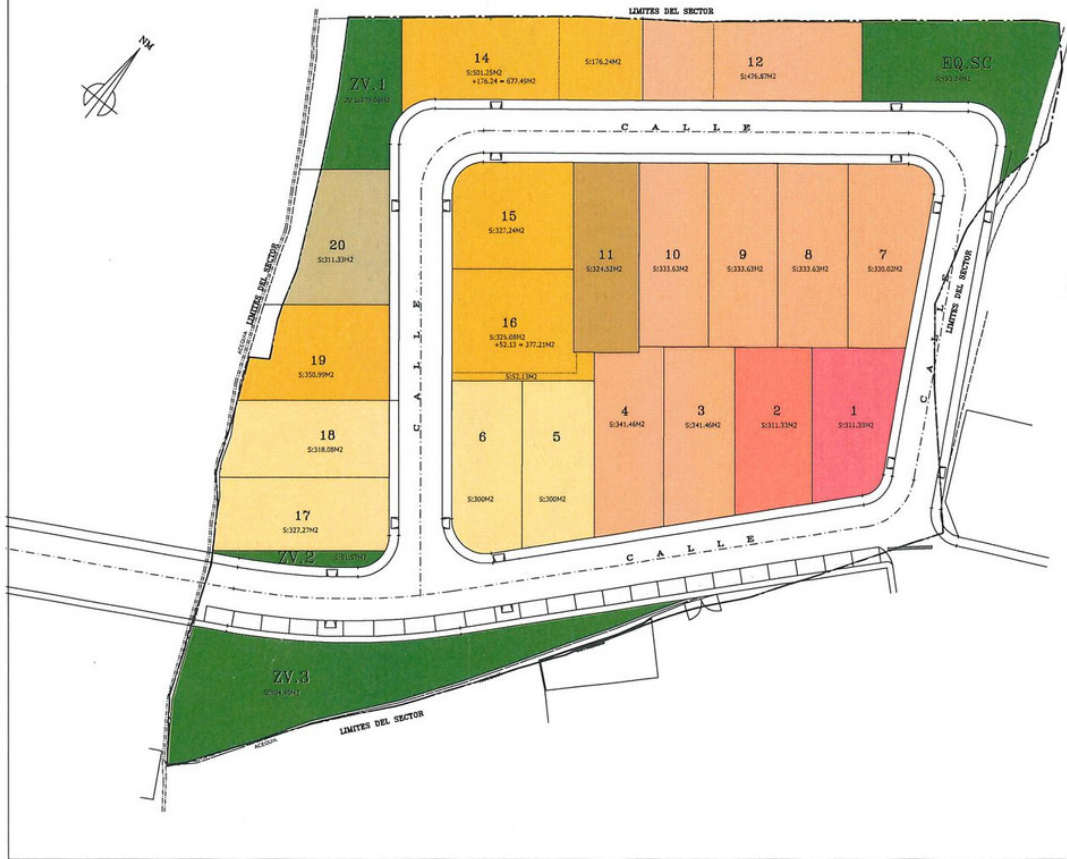 LIMITES DEL SECTOR
NM
14
S:501.25M2
+176.24 = 677.49M2
S:176.24M2
12
S:476.87M2
EQ.SC
ZV.1
C A L L E
15
S:327.24M2
11
S:324.52M2
10
S:333.63M2
9
S:333.63M2
8
S:333.63M2
7
S:330.02M2
20
S:311.33M2
LIMITES DEL SECTOR
ACEQUIA
C A L L E
LIMITES DEL SECTOR
C A L L E
16
S:325.08M2
+52.13 = 377.21M2
S:52.13M2
19
S:350.99M2
18
S:318.08M2
17
S:327.27M2
6
S:300M2
5
S:300M2
4
S:341.46M2
3
S:341.46M2
2
S:311.33M2
1
S:311.33M2
ZV.2
C A L L E
ZV.3
LIMITES DEL SECTOR
ACEQUIA